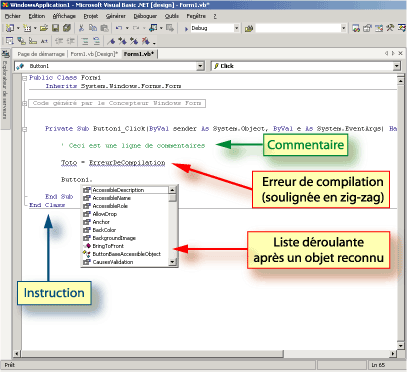 WindowsApplication1 - Microsoft Visual Basic .NET [design] - Form1.vb*
Fichier Edition Affichage Projet Générer Déboguer Outils Fenêtre ?
Debug
Page de démarrage Form1.vb [Design]* Form1.vb*
Explorateur de serveurs
Button1 Click
Public Class Form1
Inherits System.Windows.Forms.Form
Code généré par le Concepteur Windows Form
Private Sub Button1_Click(ByVal sender As System.Object, ByVal e As System.EventArgs) Ha
' Ceci est une ligne de commentaires
Commentaire
Toto = ErreurDeCompilation
Erreur de compilation
(soulignée en zig-zag)
Button1.
AccessibleDescription
AccessibleName
AccessibleRole
AllowDrop
Anchor
BackColor
BackgroundImage
BringToFront
ButtonBaseAccessibleObject
CausesValidation
End Sub
End Class
Liste déroulante
après un objet reconnu
Instruction
Prêt Ln 65